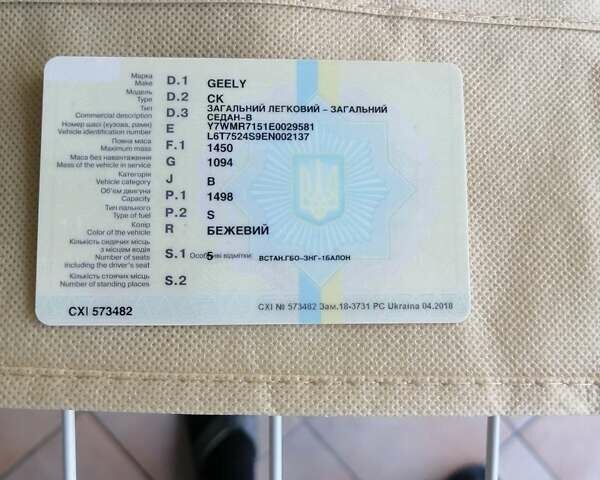 Марка D.1 GEELY
Make
Модель D.2 CK
Type
Тип D.3 ЗАГАЛЬНИЙ ЛЕГКОВИЙ - ЗАГАЛЬНИЙ
Commercial description СЕДАН-В
Номер шасі (кузова, рами) E Y7WMR7151E0029581
Vehicle identification number L6T7524S9EN002137
Повна маса F.1 1450
Maximum mass
Маса без навантаження G 1094
Mass of the vehicle in service
Категорія J B
Vehicle category
Об'єм двигуна P.1 1498
Capacity
Тип пального P.2 S
Type of fuel
Колір R БЕЖЕВИЙ
Color of the vehicle
Кількість сидячих місць
з місцем водія S.1 5 Особливі відмітки: ВСТАН.ГБО-ЗНГ-1БАЛОН
Number of seats
including the driver's seat
Кількість стоячих місць S.2
Number of standing places
CXI 573482
CXI № 573482 Зам.18-3731 PC Ukraina 04.2018